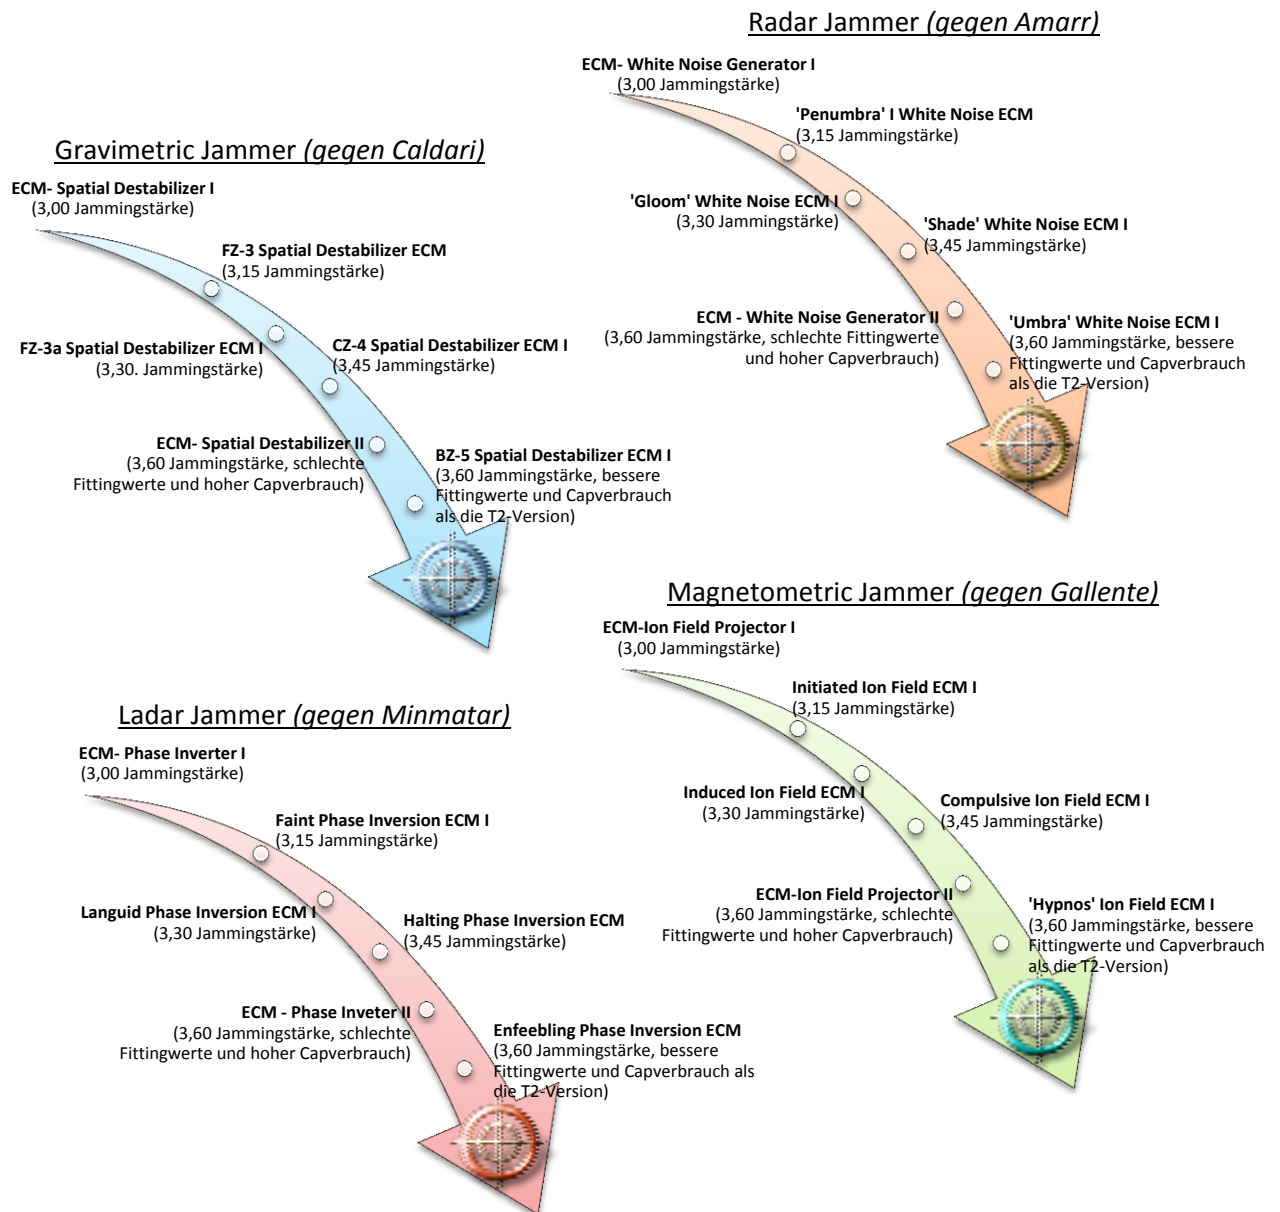 Radar Jammer (gegen Amarr)
ECM- White Noise Generator I
(3,00 Jammingstärke)
'Penumbra' I White Noise ECM
(3,15 Jammingstärke)
'Gloom' White Noise ECM I
(3,30 Jammingstärke)
'Shade' White Noise ECM I
(3,45 Jammingstärke)
ECM - White Noise Generator II
(3,60 Jammingstärke, schlechte Fittingwerte
und hoher Capverbrauch)
'Umbra' White Noise ECM I
(3,60 Jammingstärke, bessere
Fittingwerte und Capverbrauch
als die T2-Version)
Gravimetric Jammer (gegen Caldari)
ECM- Spatial Destabilizer I
(3,00 Jammingstärke)
FZ-3 Spatial Destabilizer ECM
(3,15 Jammingstärke)
FZ-3a Spatial Destabilizer ECM I
(3,30. Jammingstärke)
CZ-4 Spatial Destabilizer ECM I
(3,45 Jammingstärke)
ECM- Spatial Destabilizer II
(3,60 Jammingstärke, schlechte
Fittingwerte und hoher Capverbrauch)
BZ-5 Spatial Destabilizer ECM I
(3,60 Jammingstärke, bessere
Fittingwerte und Capverbrauch
als die T2-Version)
Magnetometric Jammer (gegen Gallente)
ECM-Ion Field Projector I
(3,00 Jammingstärke)
Initiated Ion Field ECM I
(3,15 Jammingstärke)
Induced Ion Field ECM I
(3,30 Jammingstärke)
Compulsive Ion Field ECM I
(3,45 Jammingstärke)
ECM-Ion Field Projector II
(3,60 Jammingstärke, schlechte
Fittingwerte und hoher Capverbrauch)
'Hypnos' Ion Field ECM I
(3,60 Jammingstärke, bessere
Fittingwerte und Capverbrauch
als die T2-Version)
Ladar Jammer (gegen Minmatar)
ECM- Phase Inverter I
(3,00 Jammingstärke)
Faint Phase Inversion ECM I
(3,15 Jammingstärke)
Languid Phase Inversion ECM I
(3,30 Jammingstärke)
Halting Phase Inversion ECM
(3,45 Jammingstärke)
ECM - Phase Inveter II
(3,60 Jammingstärke, schlechte
Fittingwerte und hoher Capverbrauch)
Enfeebling Phase Inversion ECM
(3,60 Jammingstärke, bessere
Fittingwerte und Capverbrauch als
die T2-Version)